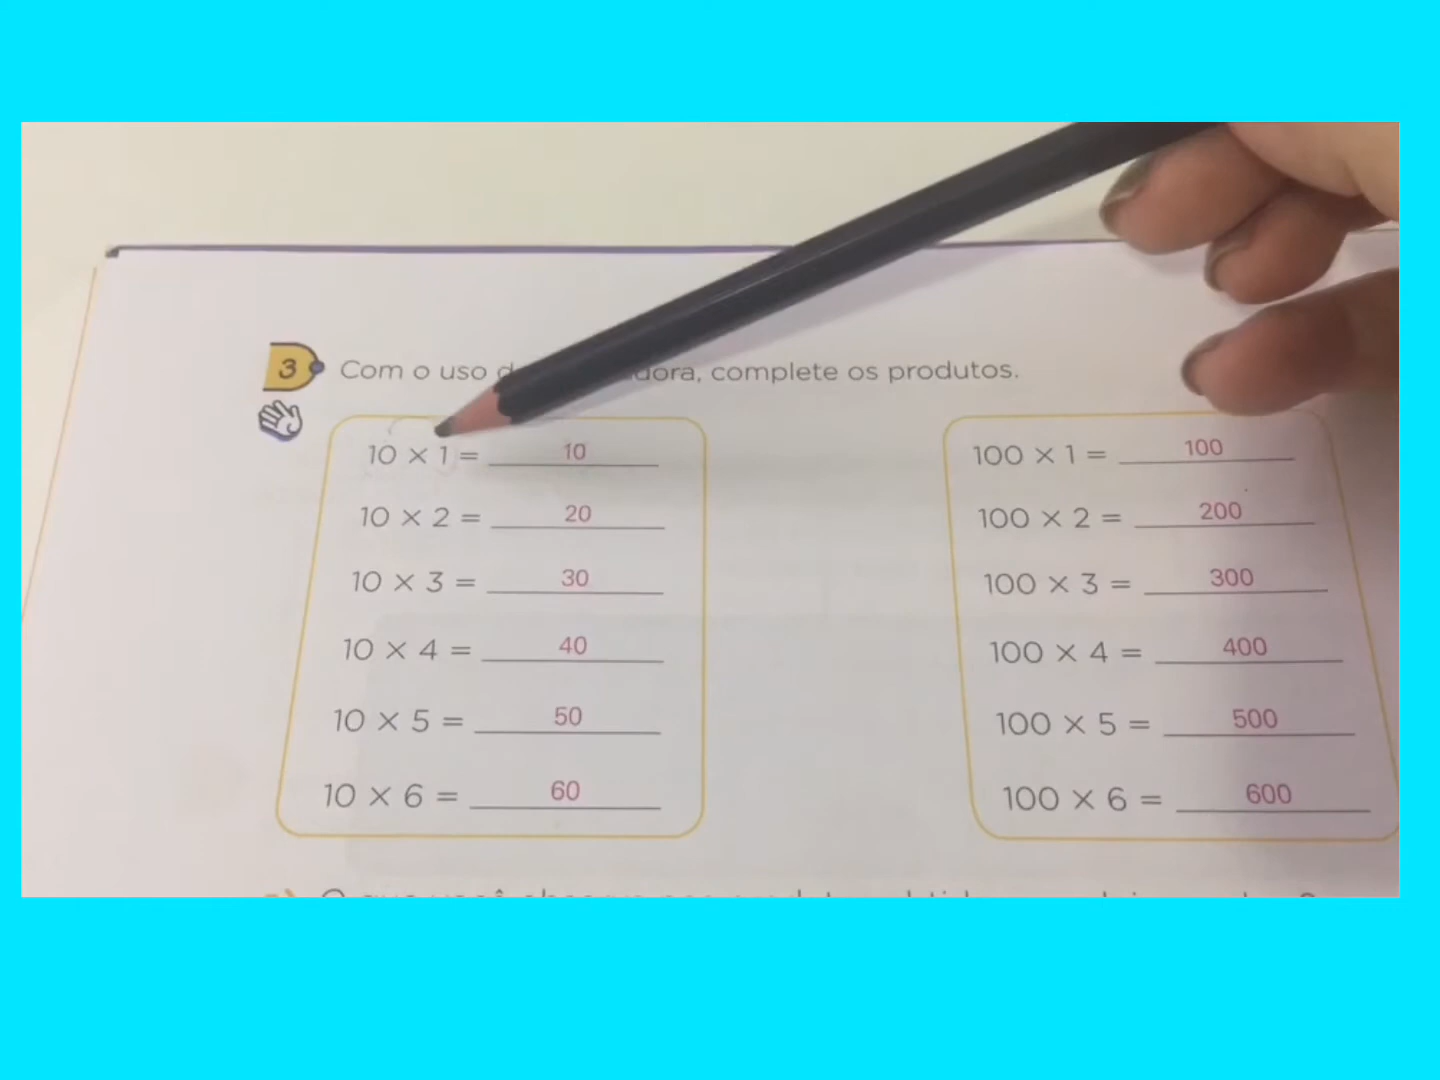 3 Com o uso dora, complete os produtos.
10 × 1 = 10
10 × 2 = 20
10 × 3 = 30
10 × 4 = 40
10 × 5 = 50
10 × 6 = 60
100 × 1 = 100
100 × 2 = 200
100 × 3 = 300
100 × 4 = 400
100 × 5 = 500
100 × 6 = 600